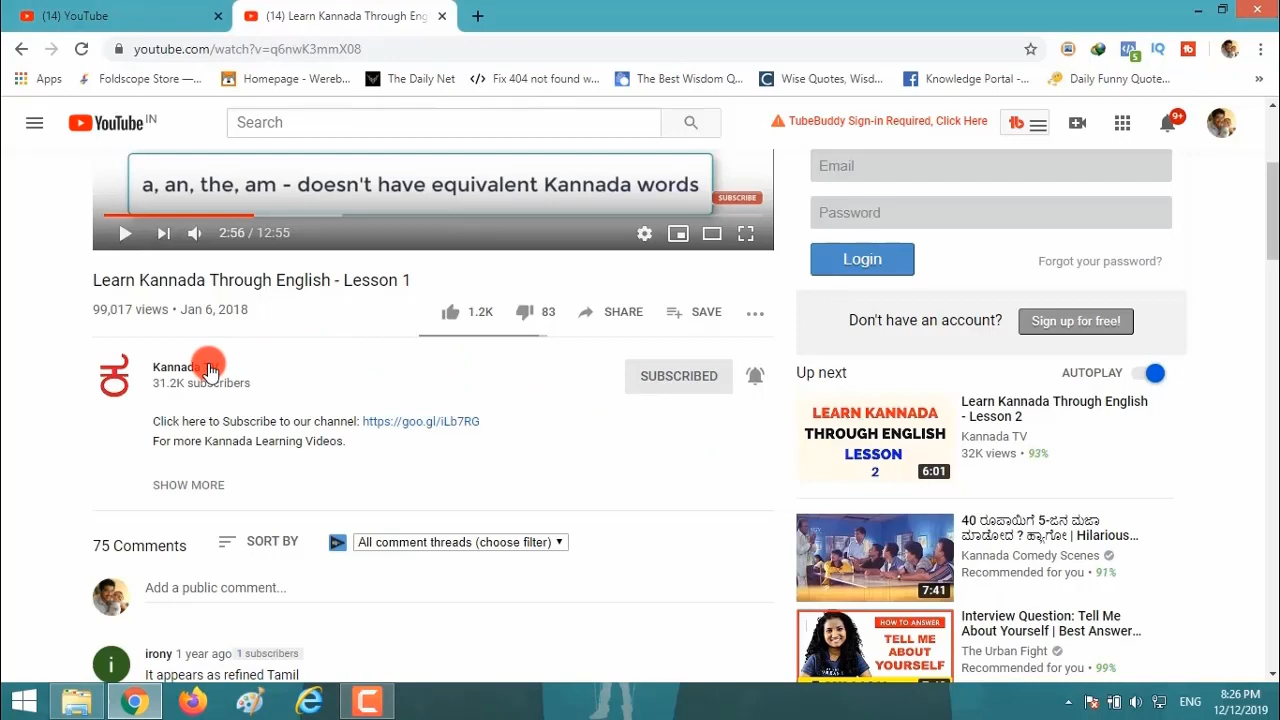 (14) YouTube
(14) Learn Kannada Through Eng
youtube.com/watch?v=q6nwK3mmX08
5
IQ
tb
Apps
Foldscope Store —...
Homepage - Wereb...
The Daily Net
Fix 404 not found w...
The Best Wisdom Q...
Wise Quotes, Wisd...
Knowledge Portal -...
Daily Funny Quote...
YouTube IN
Search
TubeBuddy Sign-in Required, Click Here
tb
9+
a, an, the, am - doesn't have equivalent Kannada words
SUBSCRIBE
2:56 / 12:55
Email
Password
Login
Forgot your password?
Learn Kannada Through English - Lesson 1
99,017 views • Jan 6, 2018
1.2K
83
SHARE
SAVE
Don't have an account?
Sign up for free!
ಕ
Kannada
31.2K subscribers
SUBSCRIBED
Up next
AUTOPLAY
Click here to Subscribe to our channel: https://goo.gl/iLb7RG
For more Kannada Learning Videos.
SHOW MORE
LEARN KANNADA
THROUGH ENGLISH
LESSON
2
6:01
Learn Kannada Through English
- Lesson 2
Kannada TV
32K views • 93%
75 Comments
SORT BY
All comment threads (choose filter)
Add a public comment...
7:41
40 ರೂಪಾಯಿಗೆ 5-ಜನ ಮಜಾ
ಮಾಡೋದ ? ಹ್ಯಾಗೋ | Hilarious...
Kannada Comedy Scenes
Recommended for you • 91%
HOW TO ANSWER
TELL ME
ABOUT
YOURSELF
Interview Question: Tell Me
About Yourself | Best Answer...
The Urban Fight
Recommended for you • 99%
i
irony 1 year ago 1 subscribers
It appears as refined Tamil
ENG
8:26 PM
12/12/2019